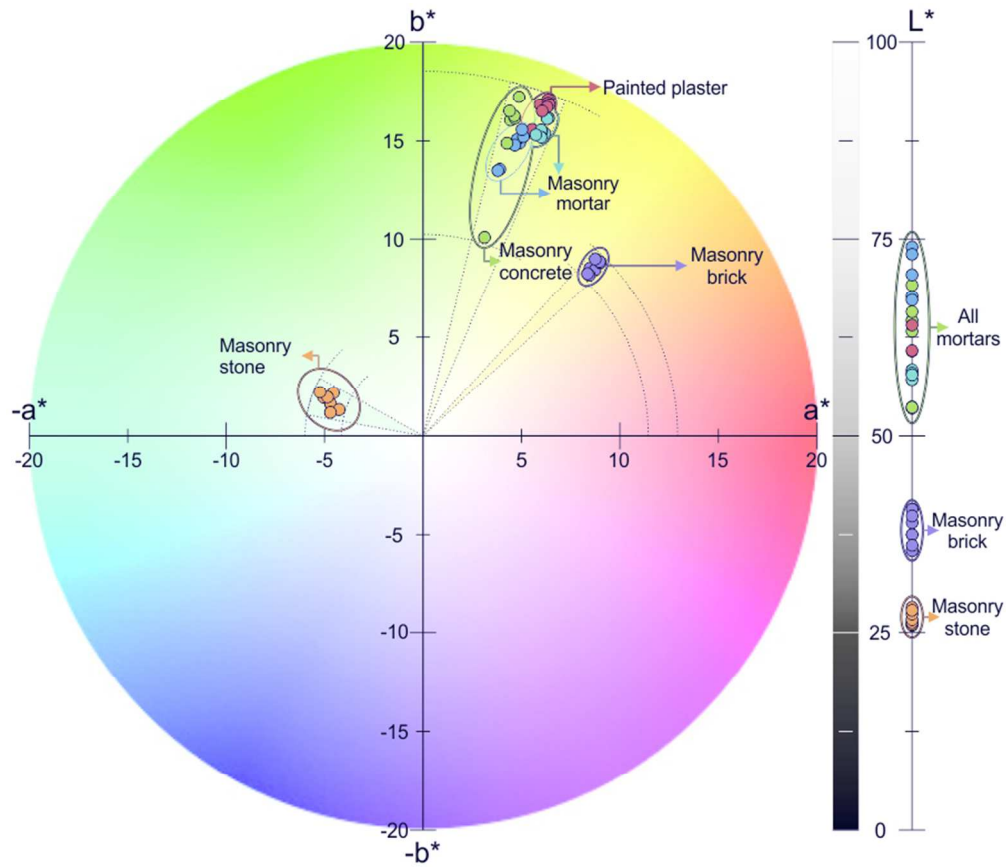 b*
L*
20
100
Painted plaster
15
Masonry
mortar
10
75
Masonry
concrete
Masonry
brick
5
All
mortars
Masonry
stone
-a*
a*
50
-20
-15
-10
-5
5
10
15
20
-5
Masonry
brick
Masonry
stone
-10
25
-15
-20
0
-b*